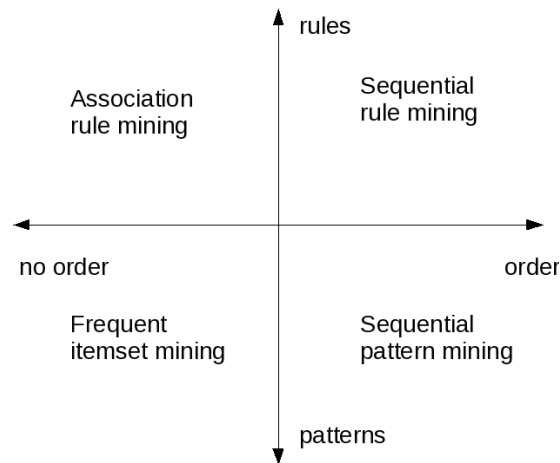 rules
Association
rule mining
Sequential
rule mining
no order
order
Frequent
itemset mining
Sequential
pattern mining
patterns